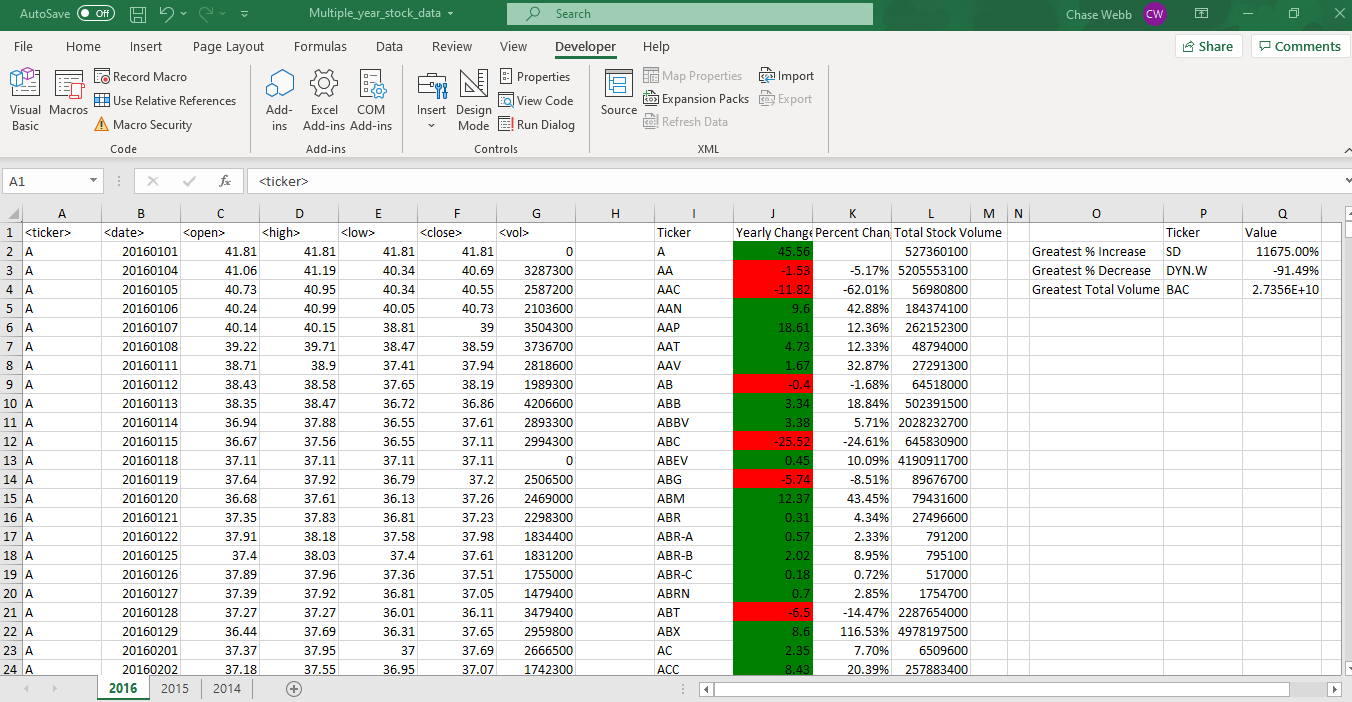 AutoSave Off Multiple_year_stock_data Search Chase Webb CW
File Home Insert Page Layout Formulas Data Review View Developer Help Share Comments
Visual Basic Macros Record Macro Use Relative References Macro Security Add-ins Excel Add-ins COM Add-ins Insert Design Mode Properties View Code Run Dialog Source Map Properties Expansion Packs Refresh Data Import Export
Code Add-ins Controls XML
A1 fx <ticker>
A B C D E F G H I J K L M N O P Q
1 <ticker> <date> <open> <high> <low> <close> <vol> Ticker Yearly Change Percent Chan Total Stock Volume Ticker Value
2 A 20160101 41.81 41.81 41.81 41.81 0 A 45.56 527360100 Greatest % Increase SD 11675.00%
3 A 20160104 41.06 41.19 40.34 40.69 3287300 AA -1.53 -5.17% 5205553100 Greatest % Decrease DYN.W -91.49%
4 A 20160105 40.73 40.95 40.34 40.55 2587200 AAC -11.82 -62.01% 56980800 Greatest Total Volume BAC 2.7356E+10
5 A 20160106 40.24 40.99 40.05 40.73 2103600 AAN 9.6 42.88% 184374100
6 A 20160107 40.14 40.15 38.81 39 3504300 AAP 18.61 12.36% 262152300
7 A 20160108 39.22 39.71 38.47 38.59 3736700 AAT 4.73 12.33% 48794000
8 A 20160111 38.71 38.9 37.41 37.94 2818600 AAV 1.67 32.87% 27291300
9 A 20160112 38.43 38.58 37.65 38.19 1989300 AB -0.4 -1.68% 64518000
10 A 20160113 38.35 38.47 36.72 36.86 4206600 ABB 3.34 18.84% 502391500
11 A 20160114 36.94 37.88 36.55 37.61 2893300 ABBV 3.38 5.71% 2028232700
12 A 20160115 36.67 37.56 36.55 37.11 2994300 ABC -25.52 -24.61% 645830900
13 A 20160118 37.11 37.11 37.11 37.11 0 ABEV 0.45 10.09% 4190911700
14 A 20160119 37.64 37.92 36.79 37.2 2506500 ABG -5.74 -8.51% 89676700
15 A 20160120 36.68 37.61 36.13 37.26 2469000 ABM 12.37 43.45% 79431600
16 A 20160121 37.35 37.83 36.81 37.23 2298300 ABR 0.31 4.34% 27496600
17 A 20160122 37.91 38.18 37.58 37.98 1834400 ABR-A 0.57 2.33% 791200
18 A 20160125 37.4 38.03 37.4 37.61 1831200 ABR-B 2.02 8.95% 795100
19 A 20160126 37.89 37.96 37.36 37.51 1755000 ABR-C 0.18 0.72% 517000
20 A 20160127 37.39 37.92 36.81 37.05 1479400 ABRN 0.7 2.85% 1754700
21 A 20160128 37.27 37.27 36.01 36.11 3479400 ABT -6.5 -14.47% 2287654000
22 A 20160129 36.44 37.69 36.31 37.65 2959800 ABX 8.6 116.53% 4978197500
23 A 20160201 37.37 37.95 37 37.69 2666500 AC 2.35 7.70% 6509600
24 A 20160202 37.18 37.55 36.95 37.07 1742300 ACC 8.43 20.39% 257883400
2016 2015 2014